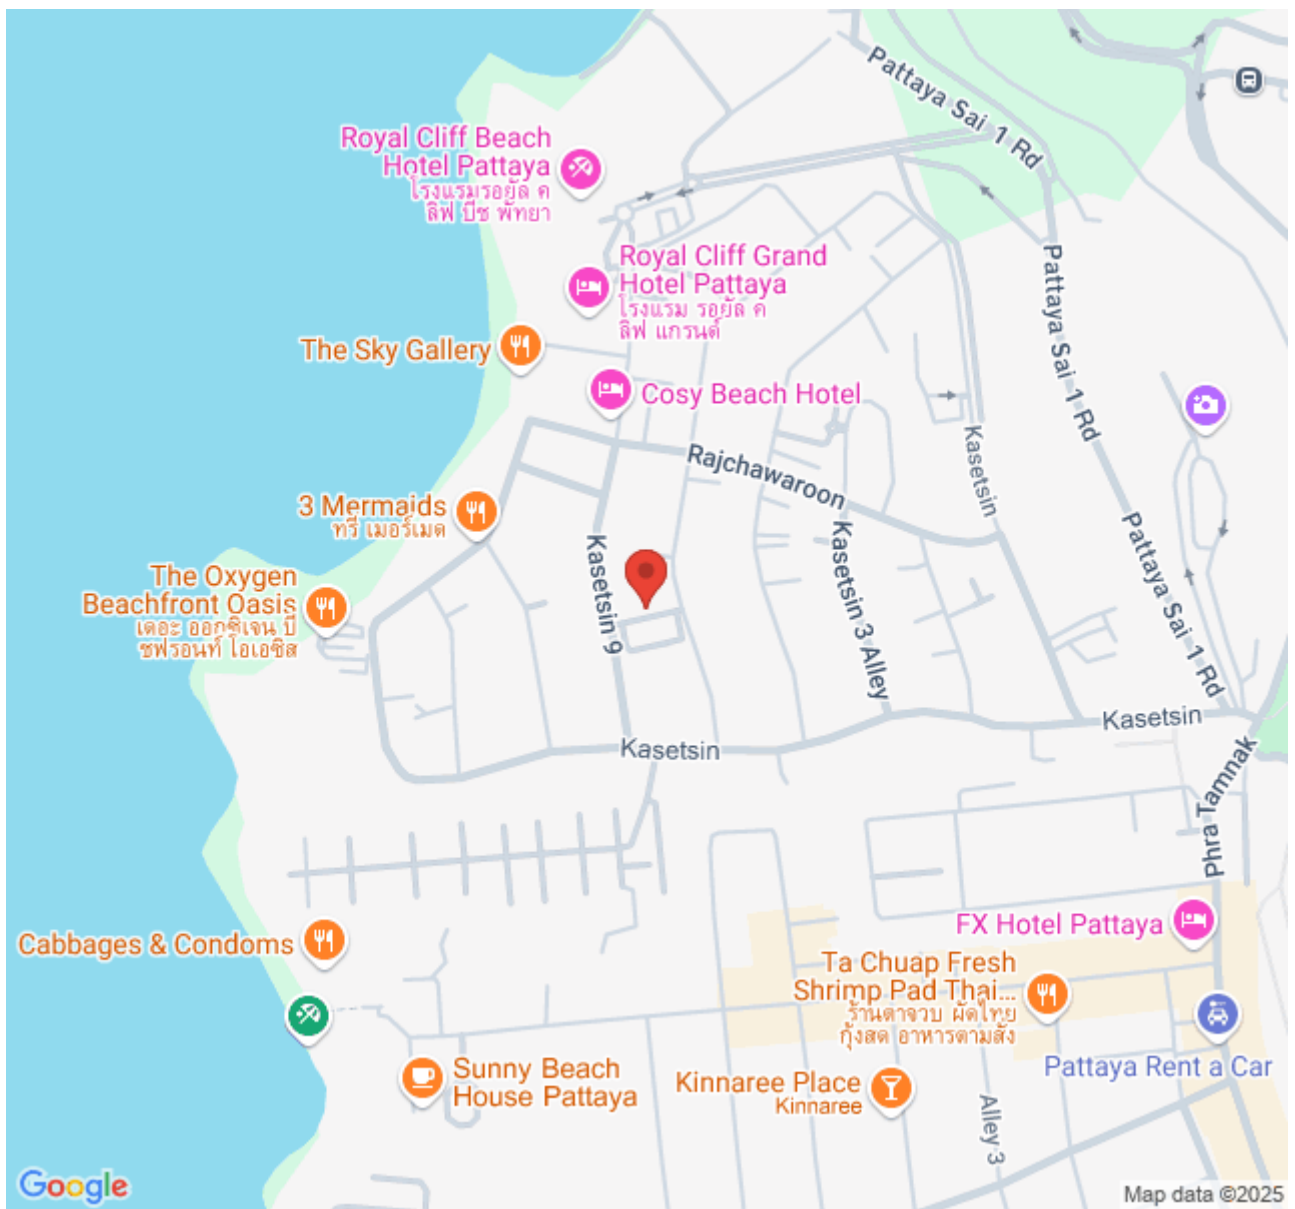 Pattaya Sai 1 Rd
Royal Cliff Beach
Hotel Pattaya
โรงแรมรอยัล ค
ลิฟ บีช พัทยา
Royal Cliff Grand
Hotel Pattaya
โรงแรม รอยัล ค
ลิฟ แกรนด์
Pattaya Sai 1 Rd
The Sky Gallery
Cosy Beach Hotel
Rajchawaroon
Kasetsin
3 Mermaids
ทรี เมอร์เมด
Kasetsin 9
Kasetsin 3 Alley
Pattaya Sai 1 Rd
The Oxygen
Beachfront Oasis
เดอะ ออกซิเจน บี
ชฟรอนท์ โอเอซิส
Kasetsin
Kasetsin
Phra Tamnak
Cabbages & Condoms
FX Hotel Pattaya
Ta Chuap Fresh
Shrimp Pad Thai...
ร้านตาจวบ ผัดไทย
กุ้งสด อาหารตามสั่ง
Sunny Beach
House Pattaya
Kinnaree Place
Kinnaree
Pattaya Rent a Car
Alley 3
Google
Map data ©2025